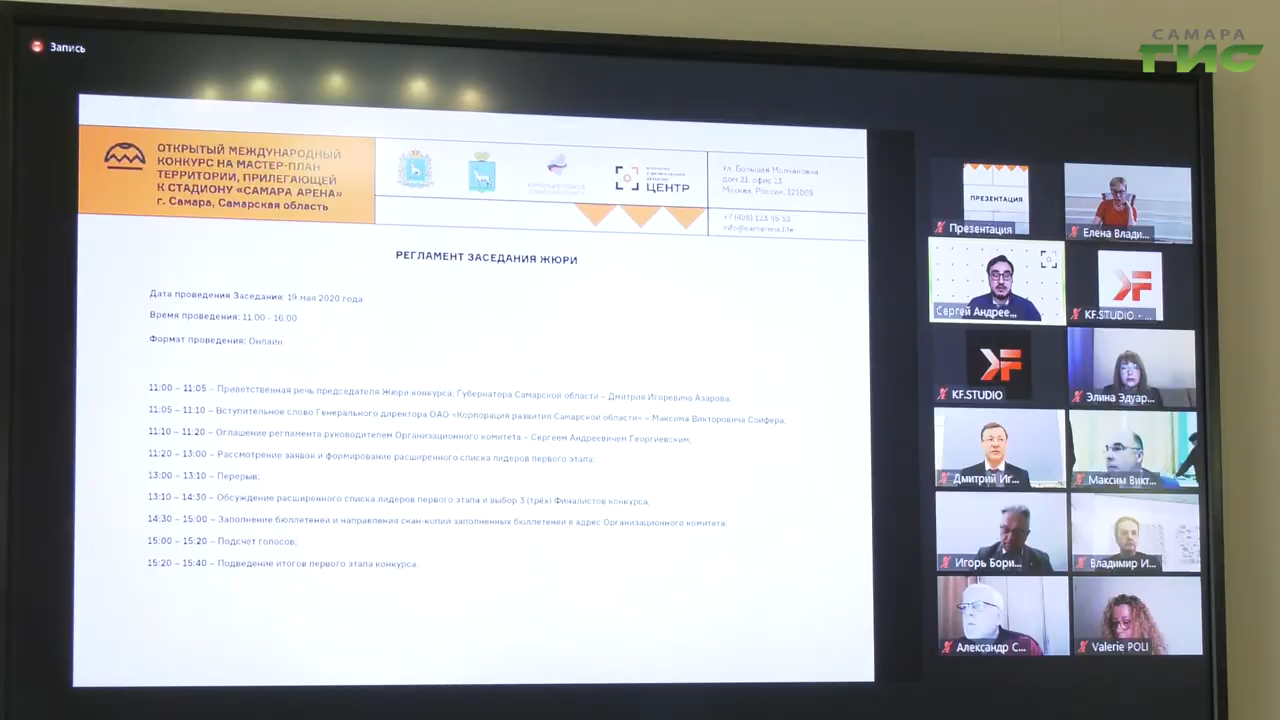 Запись
САМАРА
ГИС
ОТКРЫТЫЙ МЕЖДУНАРОДНЫЙ
КОНКУРС НА МАСТЕР-ПЛАН
ТЕРРИТОРИИ, ПРИЛЕГАЮЩЕЙ
К СТАДИОНУ «САМАРА АРЕНА»
г. Самара, Самарская область
ЦЕНТР
Ул. Большая Молчановка
дом 21, офис 13
Москва, Россия, 121069
+7 (495) 123 45 53
РЕГЛАМЕНТ ЗАСЕДАНИЯ ЖЮРИ
Дата проведения Заседания: 19 мая 2020 года
Время проведения: 11.00 - 16.00
Формат проведения: Онлайн
11:00 – 11:05 – Приветственная речь председателя Жюри конкурса, Губернатора Самарской области – Дмитрия Игоревича Азарова;
11:05 – 11:10 – Вступительное слово Генерального директора ОАО «Корпорация развития Самарской области» – Максима Викторовича Сойфера;
11:10 – 11:20 – Оглашение регламента руководителем Организационного комитета – Сергеем Андреевичем Георгиевским;
11:20 – 13:00 – Рассмотрение заявок и формирование расширенного списка лидеров первого этапа;
13:00 – 13:10 – Перерыв;
13:10 – 14:30 – Обсуждение расширенного списка лидеров первого этапа и выбор 3 (трёх) Финалистов конкурса;
14:30 – 15:00 – Заполнение бюллетеней и направления скан-копии заполненных бюллетеней в адрес Организационного комитета;
15:00 – 15:20 – Подсчет голосов;
15:20 – 15:40 – Подведение итогов первого этапа конкурса.
ПРЕЗЕНТАЦИЯ
Презентация
Елена Влади...
Сергей Андрее...
KF.STUDIO - ...
KF.STUDIO
Элина Эдуар...
Дмитрий Иг...
Максим Викт...
Игорь Бори...
Владимир И...
Александр С...
Valerie POLI